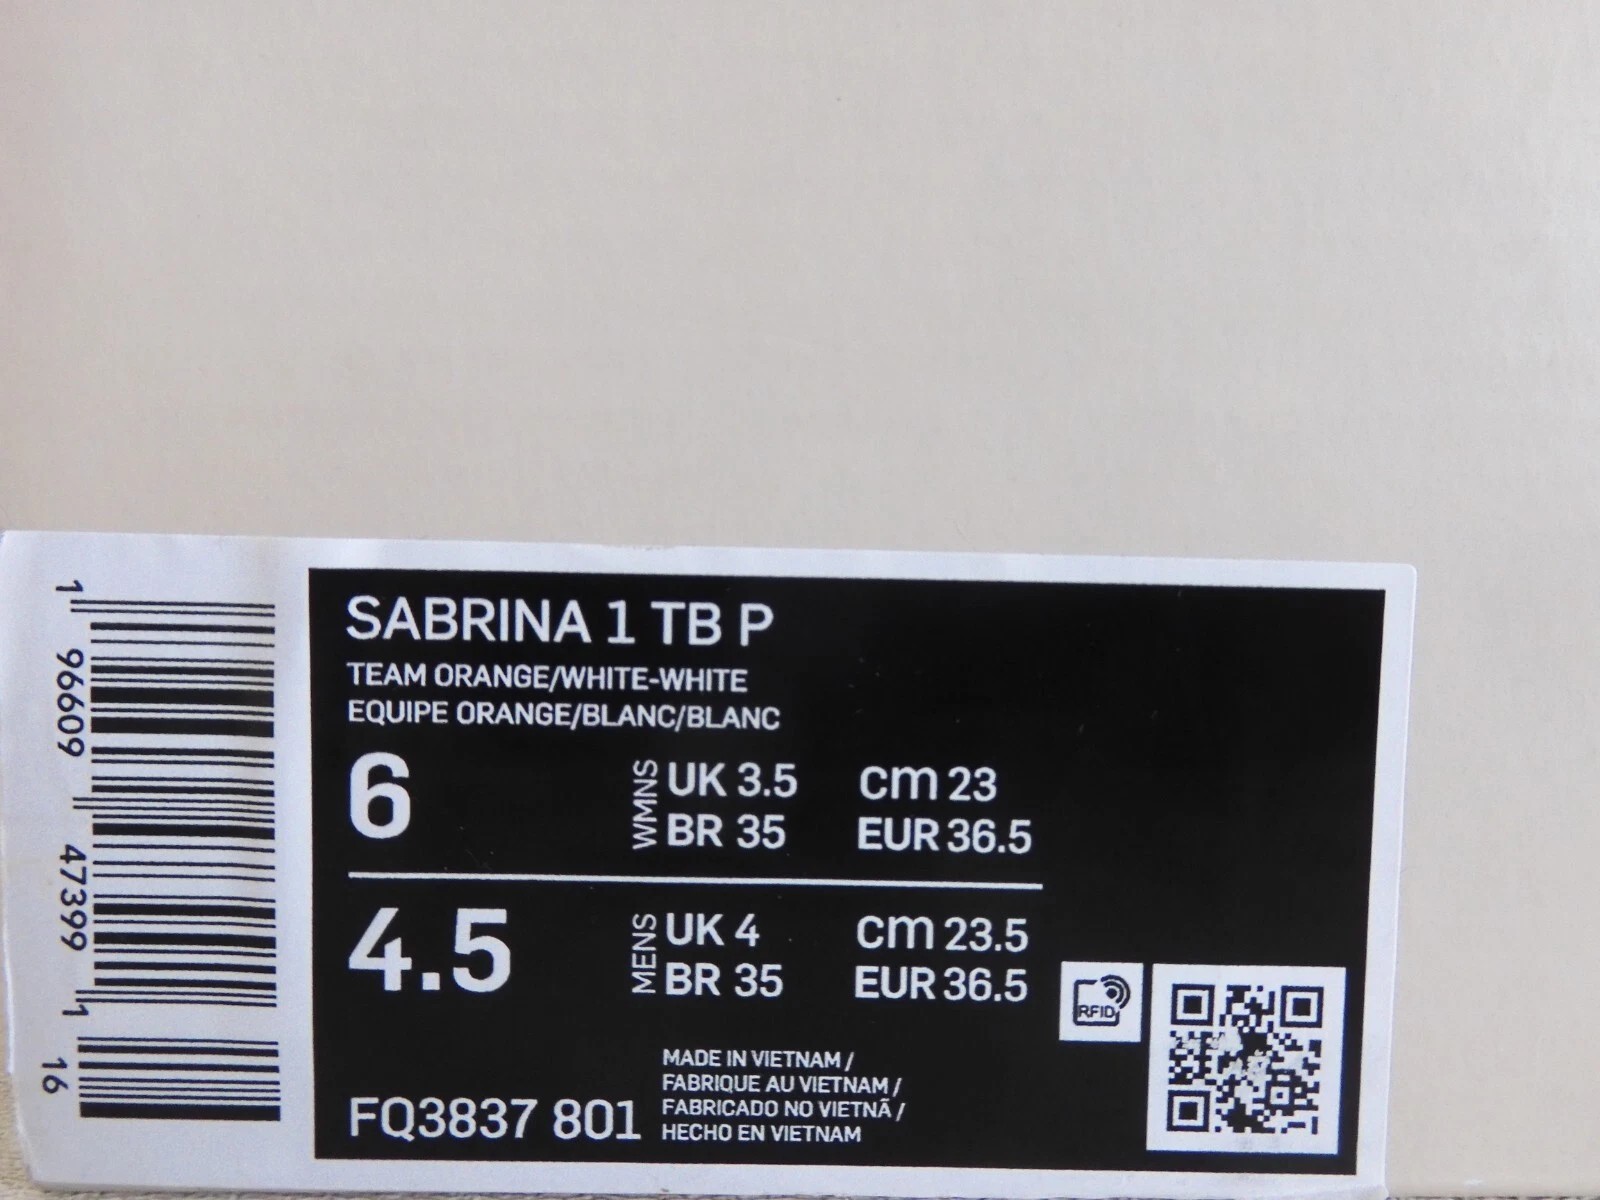 SABRINA 1 TB P
TEAM ORANGE/WHITE-WHITE
EQUIPE ORANGE/BLANC/BLANC
6 WMNS UK 3.5 cm 23
BR 35 EUR 36.5
4.5 MENS UK 4 cm 23.5
BR 35 EUR 36.5
RFID
FQ3837 801
MADE IN VIETNAM /
FABRIQUE AU VIETNAM /
FABRICADO NO VIETNÃ /
HECHO EN VIETNAM
1 96609 47399 1 16